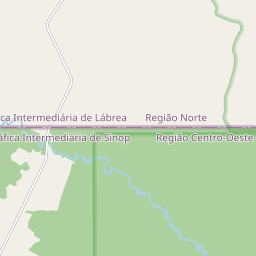 ca Intermediária de Lábrea
Região Norte
áfica Intermediária de Sinop
Região Centro-Oeste